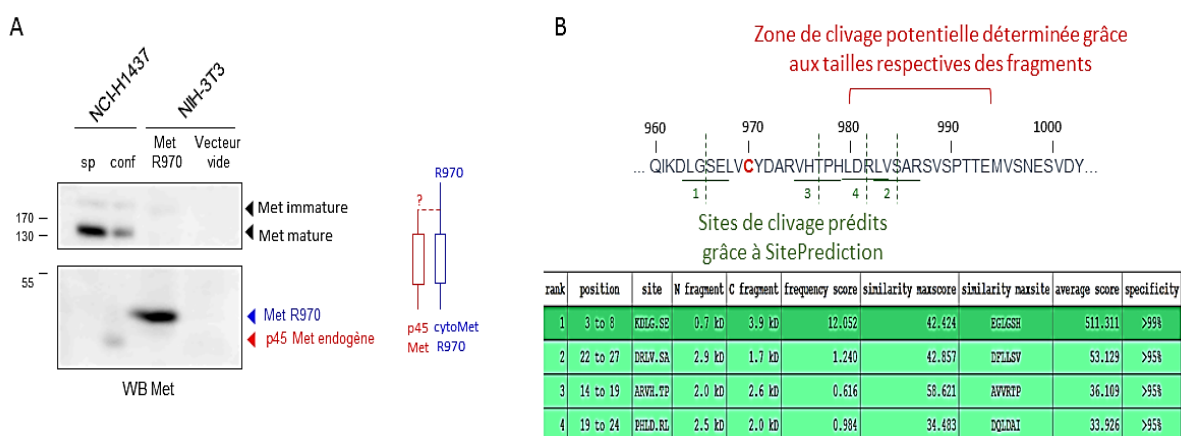 A
NCI-H1437
NIH-3T3
sp
conf
Met
R970
Vecteur
vide
Met immature
170
130
Met mature
55
Met R970
p45 Met endogène
WB Met
R970
?
p45 cytoMet
Met R970
B
Zone de clivage potentielle déterminée grâce
aux tailles respectives des fragments
960 970 980 990 1000
... QIKDLGSELVCYDARVHTPHLDRLVSARSVSPTTEMVSNESVDY...
1 3 4 2
Sites de clivage prédits
grâce à SitePrediction
rank position site N fragment C fragment frequency score similarity maxscore similarity maxsite average score specificity
1 3 to 8 KDLG.SE 0.7 kD 3.9 kD 12.052 42.424 EGLGSH 511.311 >99%
2 22 to 27 DRLV.SA 2.9 kD 1.7 kD 1.240 42.857 DFLLSV 53.129 >95%
3 14 to 19 ARVH.TP 2.0 kD 2.6 kD 0.616 58.621 AVVRTP 36.109 >95%
4 19 to 24 PHLD.RL 2.5 kD 2.0 kD 0.984 34.483 DQLDAI 33.926 >95%